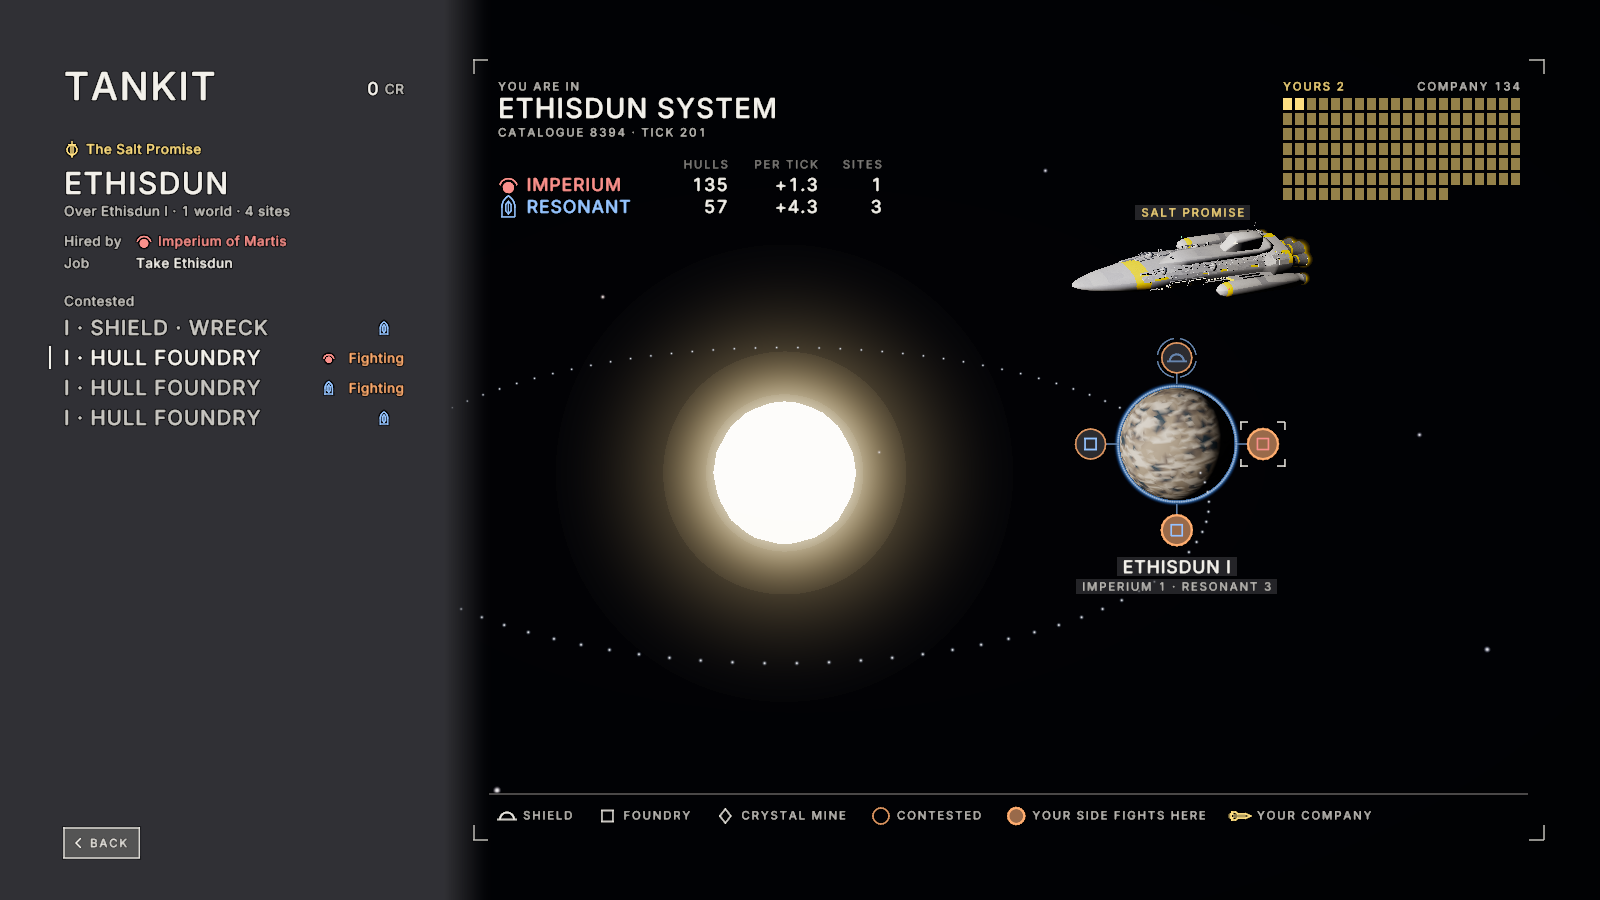 TANKIT
0 CR
The Salt Promise
ETHISDUN
Over Ethisdun I · 1 world · 4 sites
Hired by Imperium of Martis
Job Take Ethisdun
Contested
I · SHIELD · WRECK
I · HULL FOUNDRY Fighting
I · HULL FOUNDRY Fighting
I · HULL FOUNDRY
BACK
YOU ARE IN
ETHISDUN SYSTEM
CATALOGUE 8394 · TICK 201
HULLS PER TICK SITES
IMPERIUM 135 +1.3 1
RESONANT 57 +4.3 3
YOURS 2 COMPANY 134
SALT PROMISE
ETHISDUN I
IMPERIUM 1 · RESONANT 3
SHIELD FOUNDRY CRYSTAL MINE CONTESTED YOUR SIDE FIGHTS HERE YOUR COMPANY